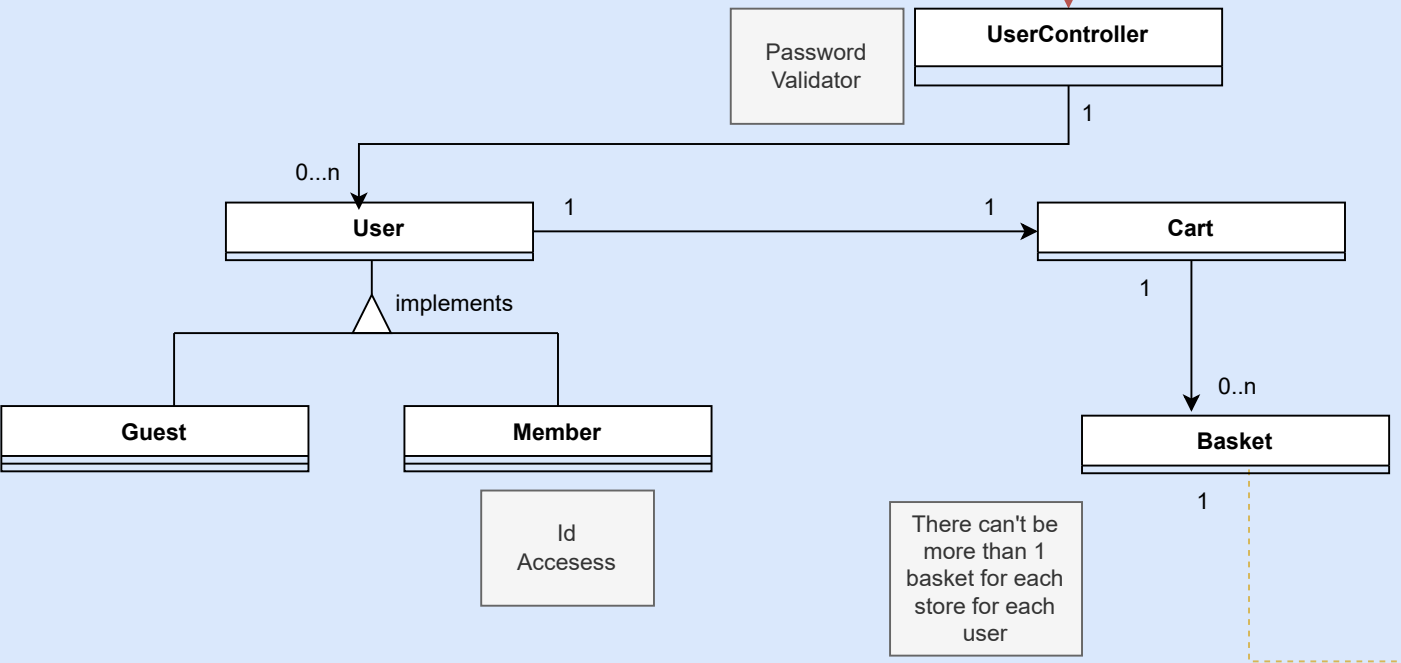 UserController
Password
Validator
1
0...n
User
1
1
Cart
implements
1
0..n
Guest
Member
Basket
Id
Accesess
1
There can't be
more than 1
basket for each
store for each
user